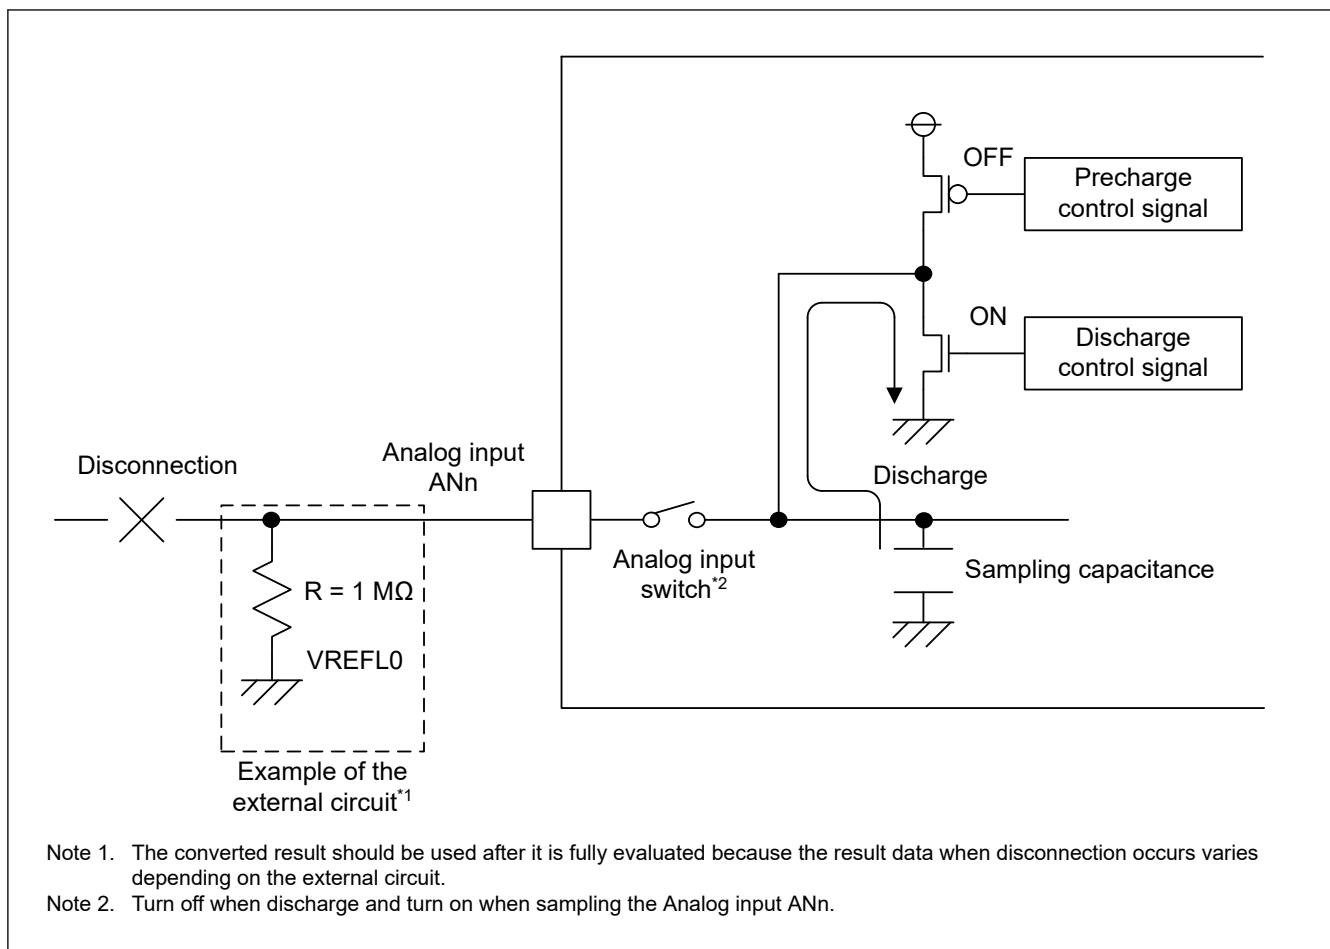 OFF
Precharge
control signal
ON
Discharge
control signal
Disconnection
Analog input
ANn
Discharge
Analog input
switch*2
Sampling capacitance
R = 1 MΩ
VREFL0
Example of the
external circuit*1
Note 1. The converted result should be used after it is fully evaluated because the result data when disconnection occurs varies
depending on the external circuit.
Note 2. Turn off when discharge and turn on when sampling the Analog input ANn.